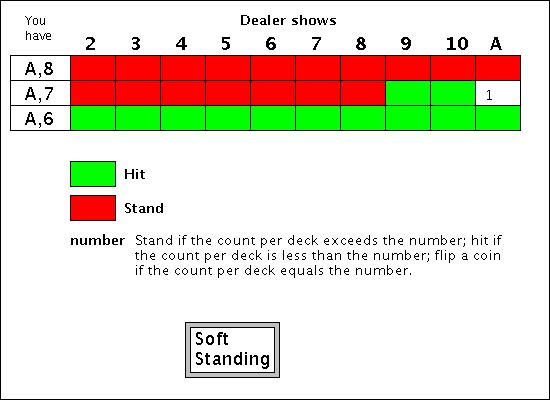 You have
Dealer shows
2 3 4 5 6 7 8 9 10 A
A,8
A,7 1
A,6
Hit
Stand
number Stand if the count per deck exceeds the number; hit if
the count per deck is less than the number; flip a coin
if the count per deck equals the number.
Soft
Standing